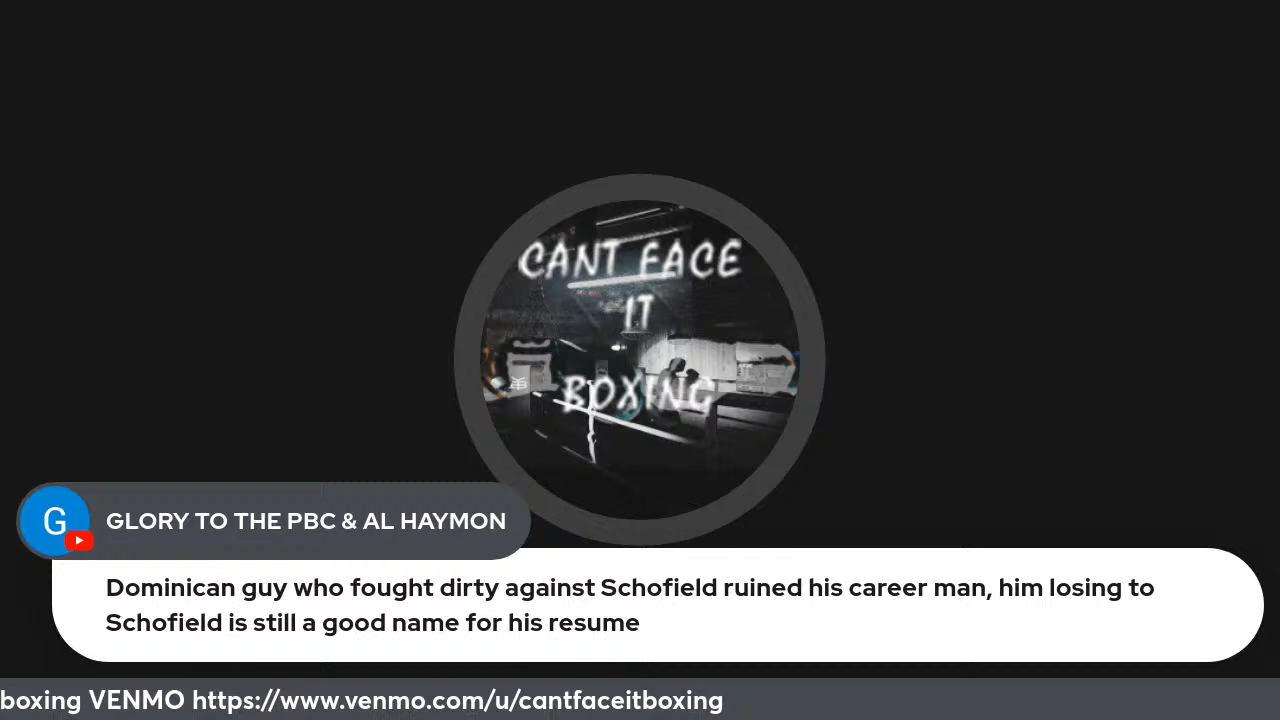 CANT FACE
IT
BOXING
G
GLORY TO THE PBC & AL HAYMON
Dominican guy who fought dirty against Schofield ruined his career man, him losing to
Schofield is still a good name for his resume
boxing VENMO https://www.venmo.com/u/cantfaceitboxing